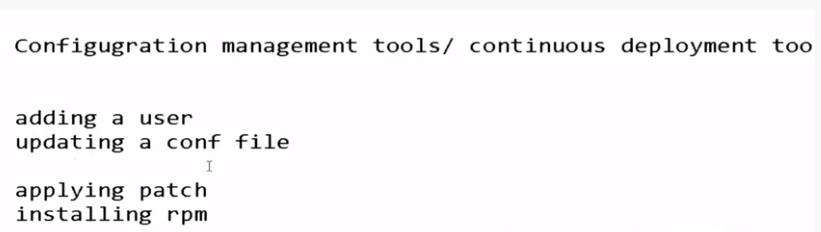 Configugration management tools/ continuous deployment too
adding a user
updating a conf file
applying patch
installing rpm